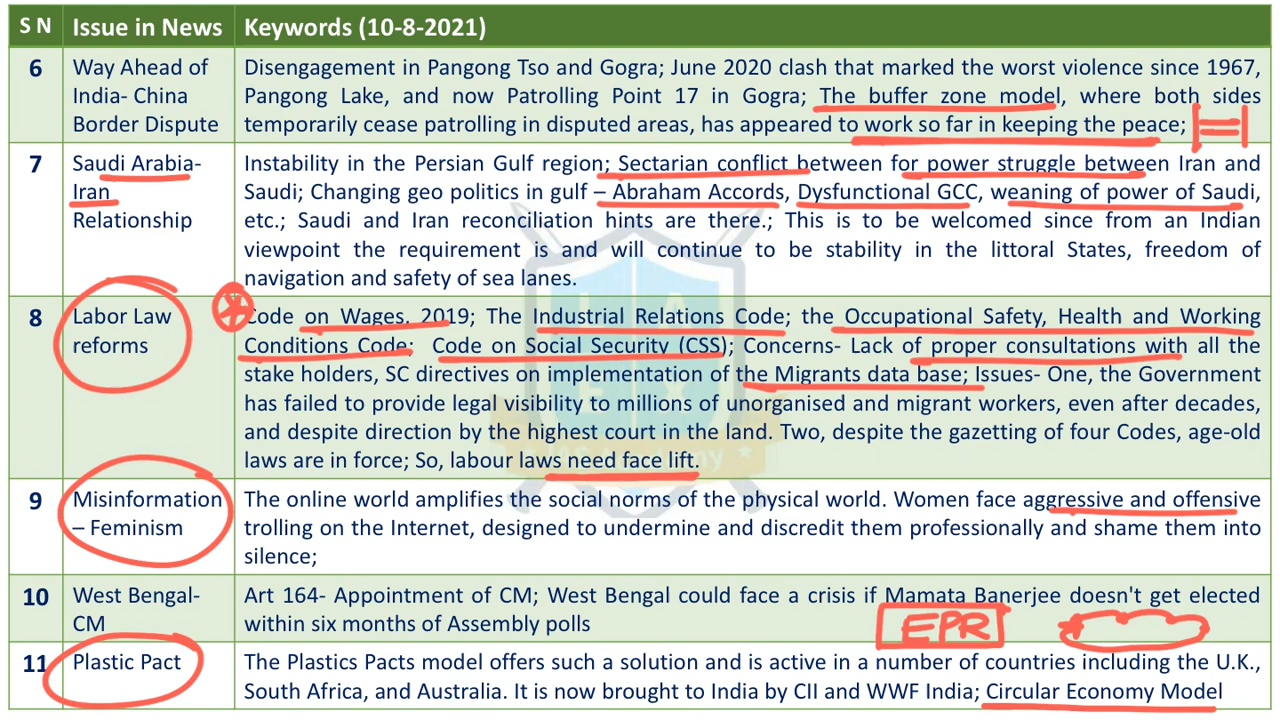 S N Issue in News Keywords (10-8-2021)
6 Way Ahead of India- China Border Dispute
Disengagement in Pangong Tso and Gogra; June 2020 clash that marked the worst violence since 1967,
Pangong Lake, and now Patrolling Point 17 in Gogra; The buffer zone model, where both sides
temporarily cease patrolling in disputed areas, has appeared to work so far in keeping the peace;
7 Saudi Arabia- Iran Relationship
Instability in the Persian Gulf region; Sectarian conflict between for power struggle between Iran and
Saudi; Changing geo politics in gulf – Abraham Accords, Dysfunctional GCC, weaning of power of Saudi,
etc.; Saudi and Iran reconciliation hints are there.; This is to be welcomed since from an Indian
viewpoint the requirement is and will continue to be stability in the littoral States, freedom of
navigation and safety of sea lanes.
8 Labor Law reforms
Code on Wages, 2019; The Industrial Relations Code; the Occupational Safety, Health and Working
Conditions Code; Code on Social Security (CSS); Concerns- Lack of proper consultations with all the
stake holders, SC directives on implementation of the Migrants data base; Issues- One, the Government
has failed to provide legal visibility to millions of unorganised and migrant workers, even after decades,
and despite direction by the highest court in the land. Two, despite the gazetting of four Codes, age-old
laws are in force; So, labour laws need face lift.
9 Misinformation – Feminism
The online world amplifies the social norms of the physical world. Women face aggressive and offensive
trolling on the Internet, designed to undermine and discredit them professionally and shame them into
silence;
10 West Bengal- CM
Art 164- Appointment of CM; West Bengal could face a crisis if Mamata Banerjee doesn't get elected
within six months of Assembly polls
EPR
11 Plastic Pact
The Plastics Pacts model offers such a solution and is active in a number of countries including the U.K.,
South Africa, and Australia. It is now brought to India by CII and WWF India; Circular Economy Model